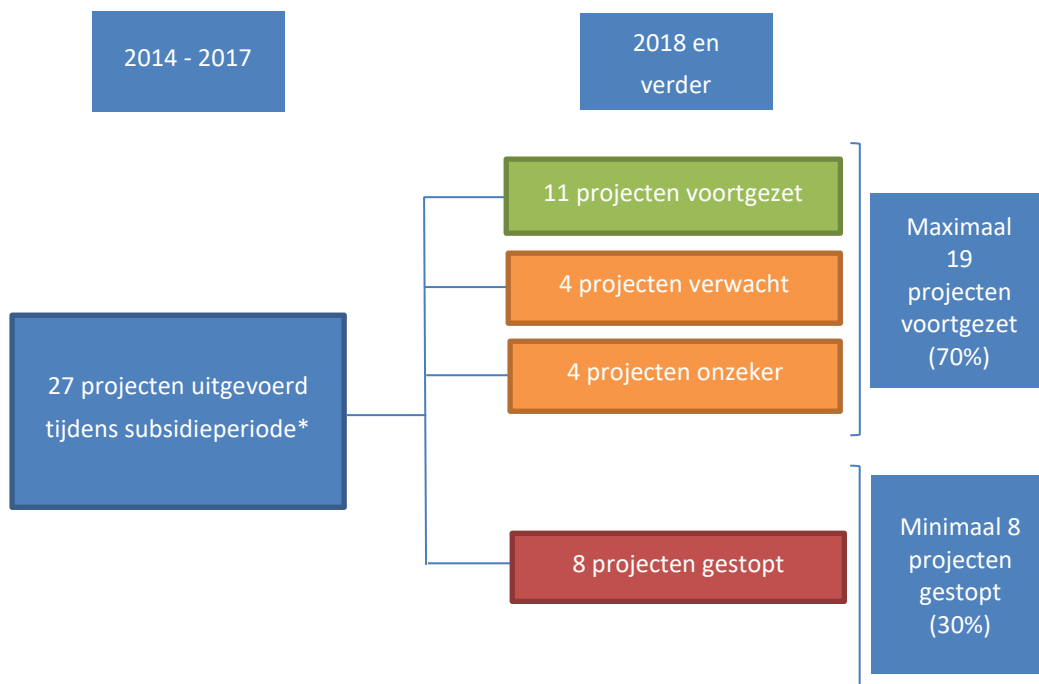 2014 - 2017
2018 en
verder
11 projecten voortgezet
4 projecten verwacht
4 projecten onzeker
Maximaal
19
projecten
voortgezet
(70%)
27 projecten uitgevoerd
tijdens subsidieperiode*
8 projecten gestopt
Minimaal 8
projecten
gestopt
(30%)